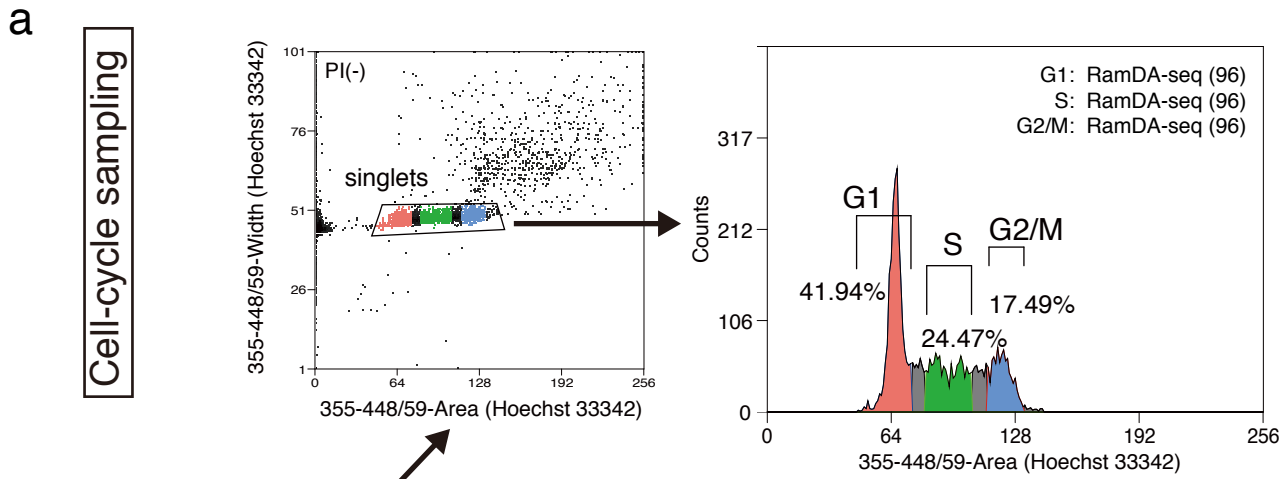 a
Cell-cycle sampling
355-448/59-Width (Hoechst 33342)
101
76
51
26
1
PI(-)
singlets
0
64
128
192
256
355-448/59-Area (Hoechst 33342)
Counts
317
212
106
0
G1: RamDA-seq (96)
S: RamDA-seq (96)
G2/M: RamDA-seq (96)
G1
S
G2/M
41.94%
24.47%
17.49%
0
64
128
192
256
355-448/59-Area (Hoechst 33342)